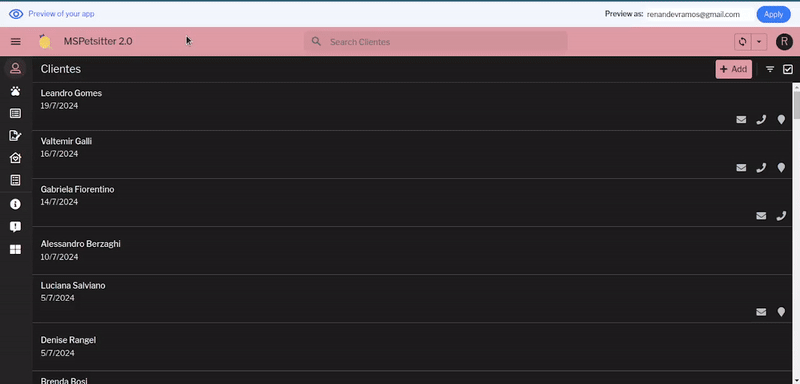 Preview of your app
Preview as: renandevramos@gmail.com
Apply
MSPetsitter 2.0
Search Clientes
R
Clientes
+ Add
Leandro Gomes
19/7/2024
Valtemir Galli
16/7/2024
Gabriela Fiorentino
14/7/2024
Alessandro Berzaghi
10/7/2024
Luciana Salviano
5/7/2024
Denise Rangel
5/7/2024
Brenda Bosi